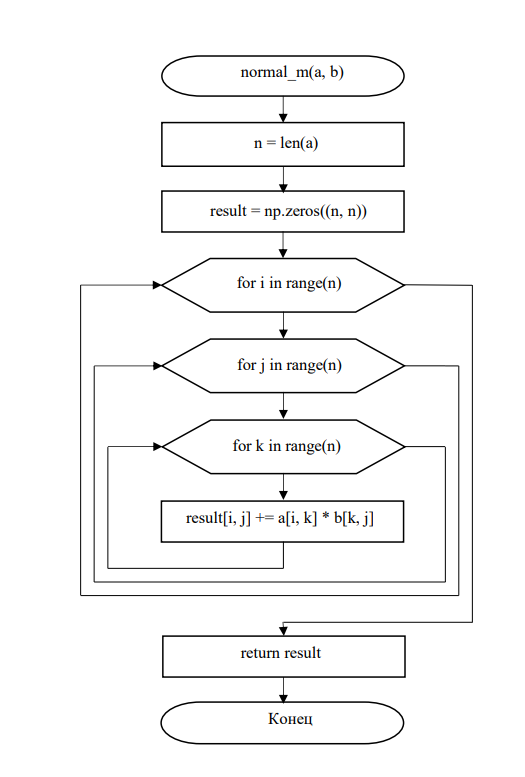 normal_m(a, b)
n = len(a)
result = np.zeros((n, n))
for i in range(n)
for j in range(n)
for k in range(n)
result[i, j] += a[i, k] * b[k, j]
return result
Конец